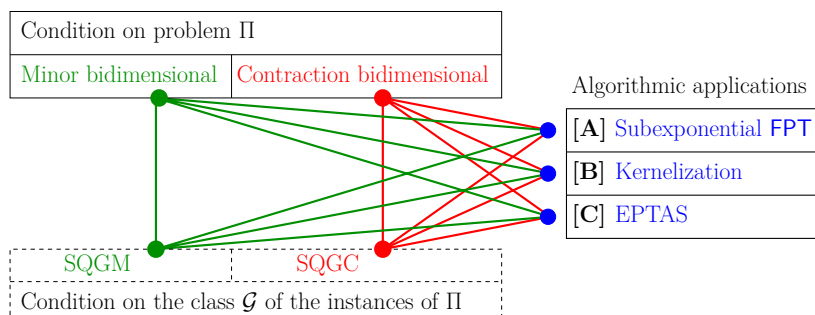 Condition on problem Π
Minor bidimensional Contraction bidimensional
Algorithmic applications
[A] Subexponential FPT
[B] Kernelization
[C] EPTAS
SQGM SQGC
Condition on the class 𝓖 of the instances of Π